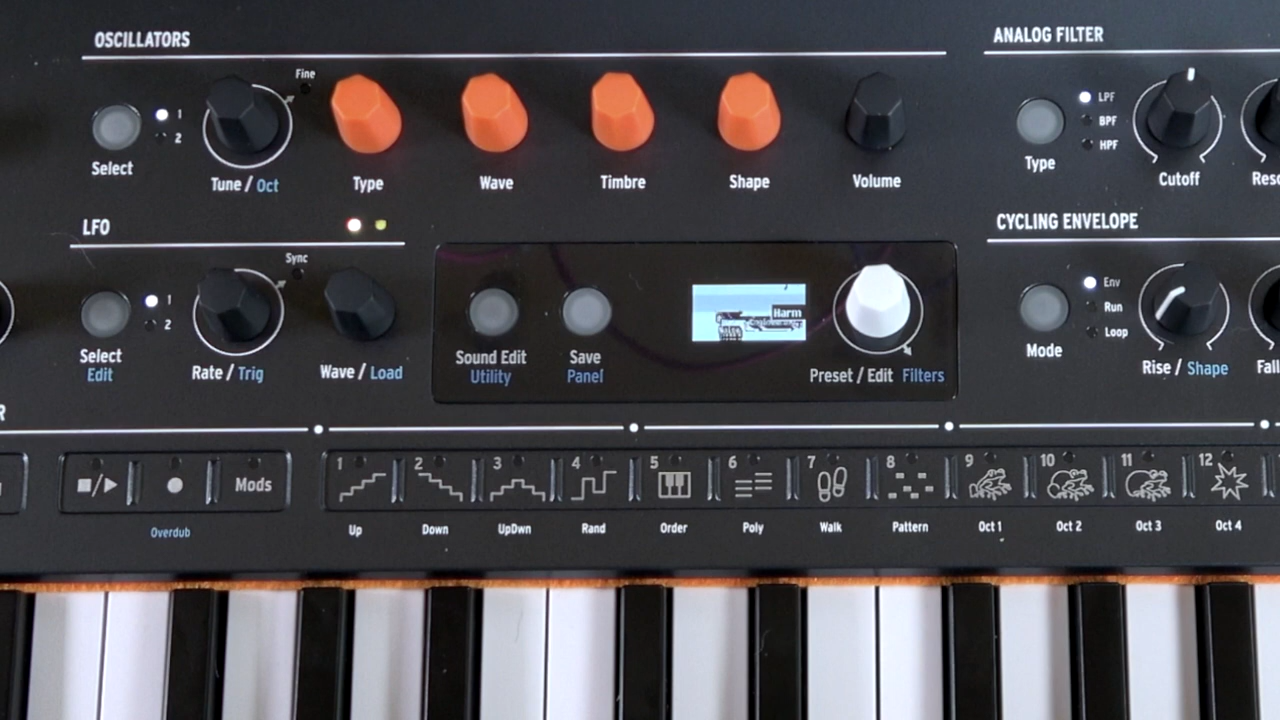 OSCILLATORS
ANALOG FILTER
Fine
1
2
Select
Tune / Oct
Type
Wave
Timbre
Shape
Volume
LPF
BPF
HPF
Type
Cutoff
LFO
CYCLING ENVELOPE
Sync
1
2
Select
Edit
Rate / Trig
Wave / Load
Sound Edit
Utility
Save
Panel
Harm
Preset / Edit Filters
Env
Run
Loop
Mode
Rise / Shape
Fall
R
Mods
Overdub
1 2 3 4 5 6 7 8 9 10 11 12
Up Down UpDwn Rand Order Poly Walk Pattern Oct 1 Oct 2 Oct 3 Oct 4